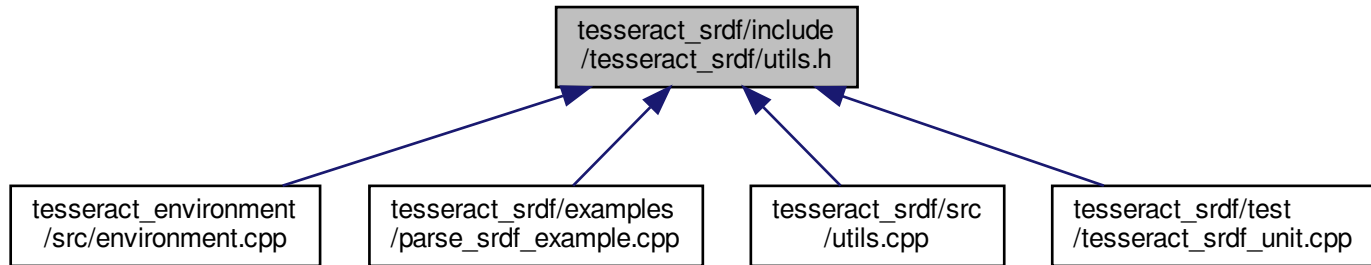 tesseract_srdf/include
/tesseract_srdf/utils.h
tesseract_environment
/src/environment.cpp
tesseract_srdf/examples
/parse_srdf_example.cpp
tesseract_srdf/src
/utils.cpp
tesseract_srdf/test
/tesseract_srdf_unit.cpp